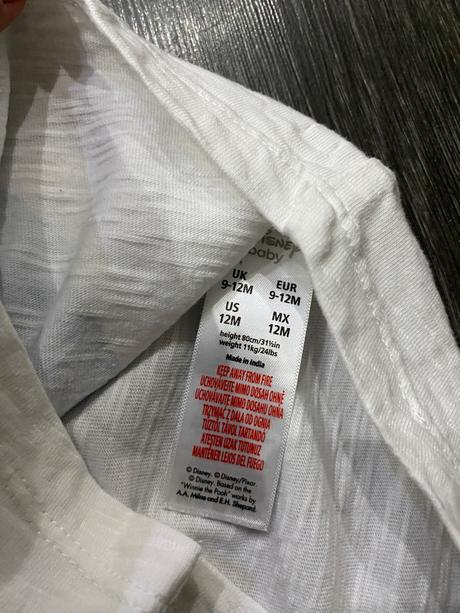 DISNEY
baby
UK EUR
9-12M 9-12M
US MX
12M 12M
height 80cm/31½in
weight 11kg/24lbs
Made in India
KEEP AWAY FROM FIRE
UCHOVÁVEJTE MIMO DOSAH OHNĚ
UCHOVÁVAJTE MIMO DOSAHU OHŇA
TRZYMAĆ Z DALA OD OGNIA
TŰZTŐL TÁVOL TARTANDÓ
ATEŞTEN UZAK TUTUNUZ
MANTENER LEJOS DEL FUEGO
© Disney. © Disney/Pixar.
© Disney. Based on the
"Winnie the Pooh" works by
A.A. Milne and E.H. Shepard.